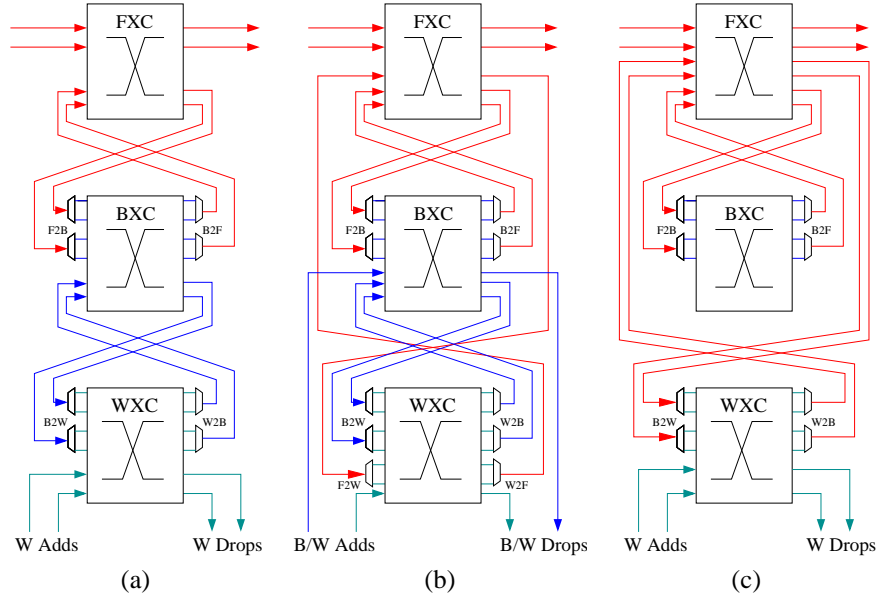 FXC
FXC
FXC
BXC
F2B
B2F
BXC
F2B
B2F
BXC
F2B
B2F
WXC
B2W
W2B
WXC
B2W
W2B
F2W
W2F
WXC
B2W
W2B
W Adds
W Drops
B/W Adds
B/W Drops
W Adds
W Drops
(a)
(b)
(c)